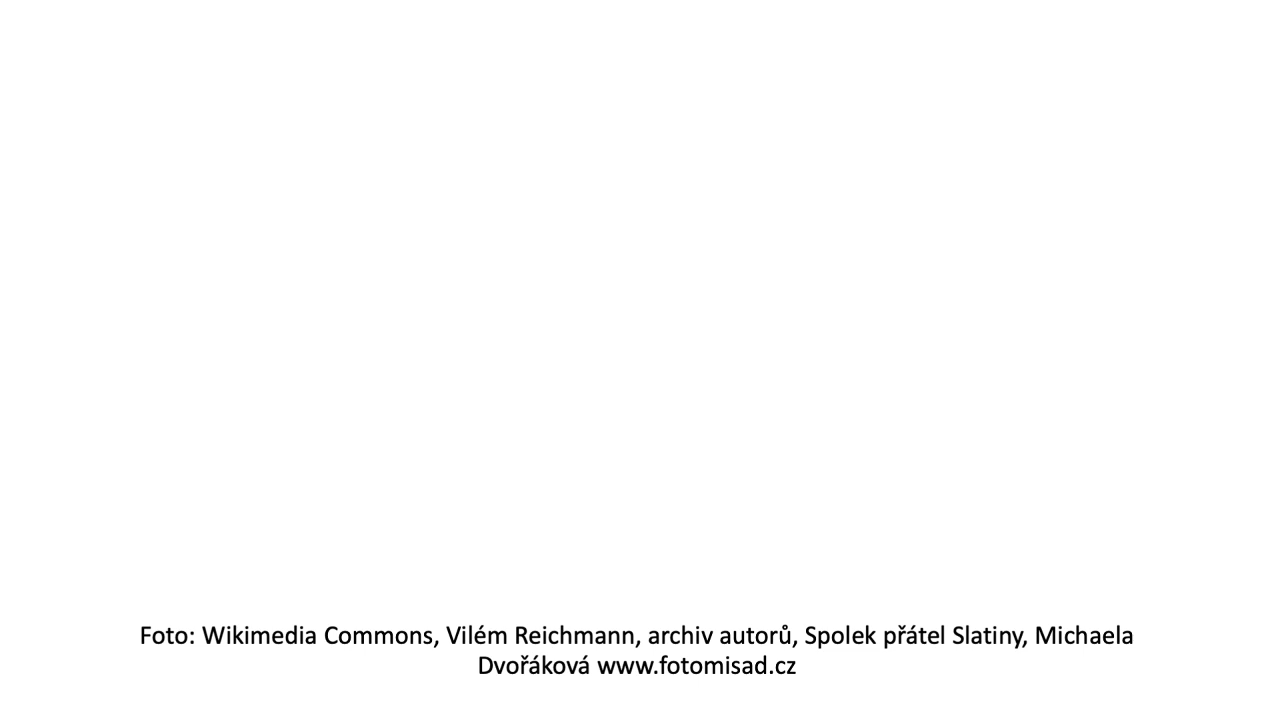 Foto: Wikimedia Commons, Vilém Reichmann, archiv autorů, Spolek přátel Slatiny, Michaela
Dvořáková www.fotomisad.cz